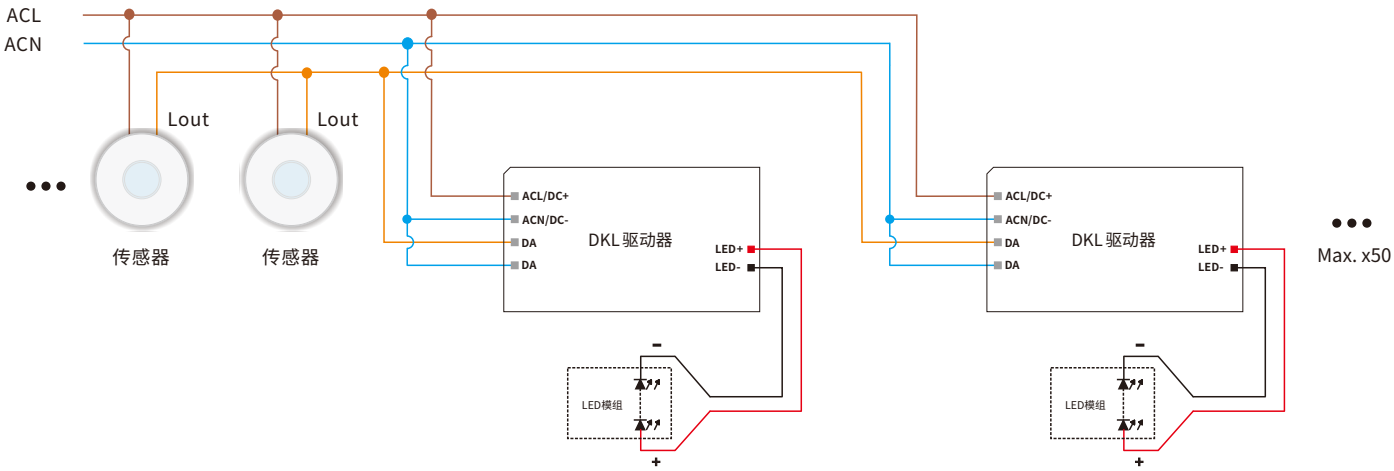 ACL
ACN
Lout
Lout
传感器
传感器
ACL/DC+
ACN/DC-
DA
DA
DKL 驱动器
LED+
LED-
ACL/DC+
ACN/DC-
DA
DA
DKL 驱动器
LED+
LED-
Max. x50
-
LED模组
+
-
LED模组
+